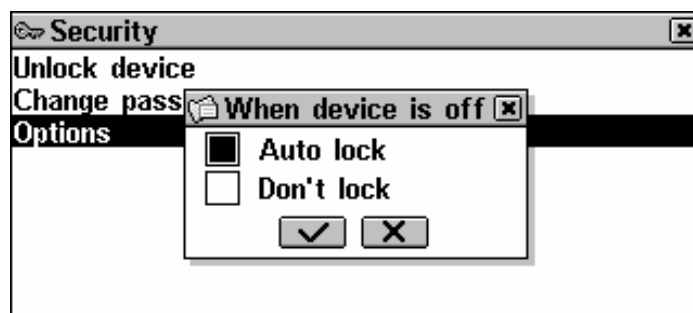 Security
Unlock device
Change pass
Options
When device is off
Auto lock
Don't lock